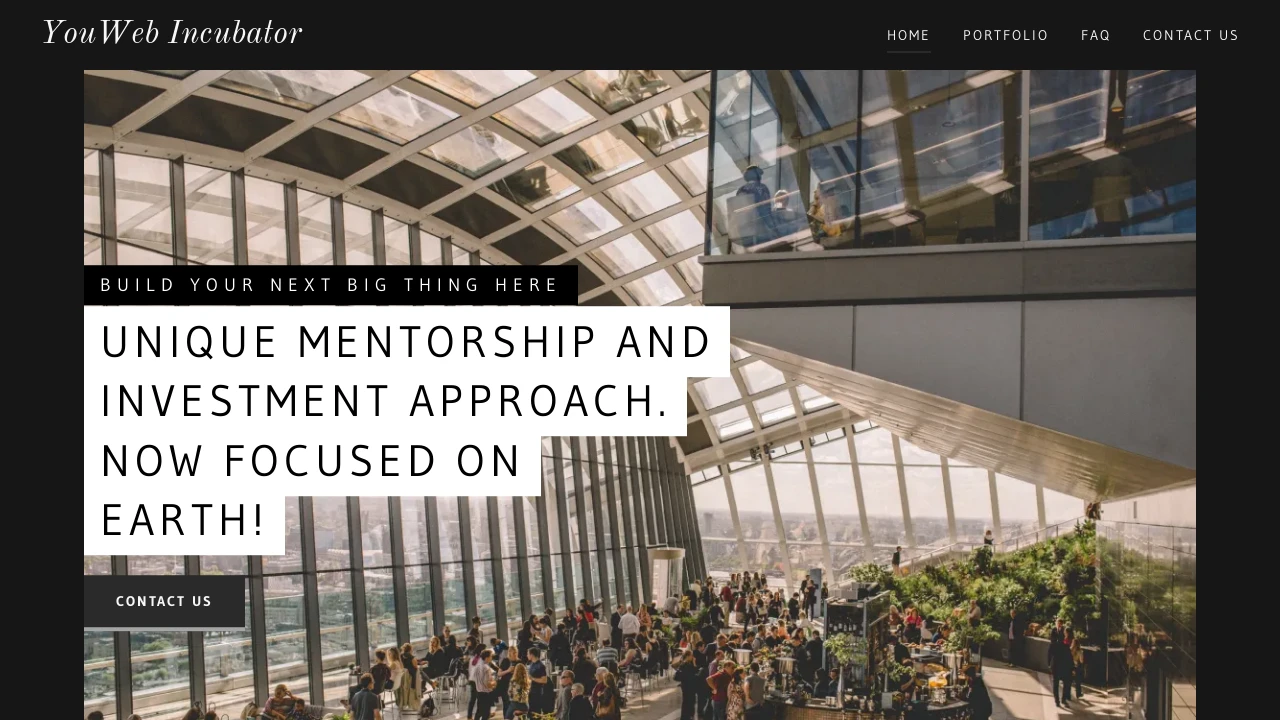 YouWeb Incubator
HOME PORTFOLIO FAQ CONTACT US
BUILD YOUR NEXT BIG THING HERE
UNIQUE MENTORSHIP AND
INVESTMENT APPROACH.
NOW FOCUSED ON
EARTH!
CONTACT US